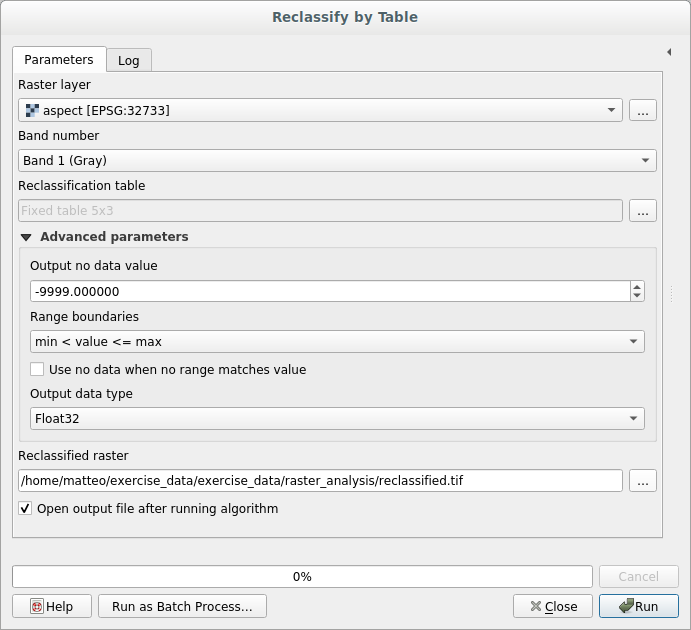 Reclassify by Table
Parameters
Log
Raster layer
aspect [EPSG:32733]
...
Band number
Band 1 (Gray)
Reclassification table
Fixed table 5x3
...
Advanced parameters
Output no data value
-9999.000000
Range boundaries
min < value <= max
Use no data when no range matches value
Output data type
Float32
Reclassified raster
/home/matteo/exercise_data/exercise_data/raster_analysis/reclassified.tif
...
Open output file after running algorithm
0%
Cancel
Help
Run as Batch Process...
Close
Run